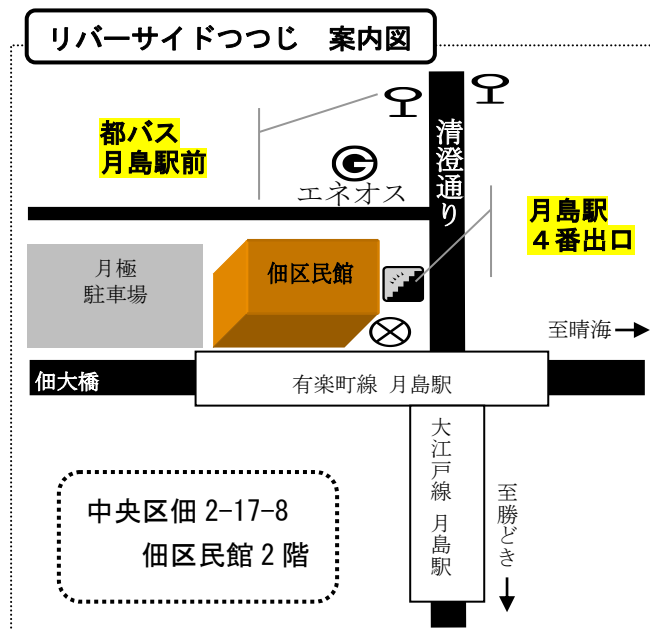 リバーサイドつつじ　案内図
都バス
月島駅前
エネオス
清澄通り
月島駅
４番出口
月極
駐車場
佃区民館
至晴海
佃大橋
有楽町線 月島駅
大江戸線 月島駅
至勝どき
中央区佃 2-17-8
佃区民館 2 階